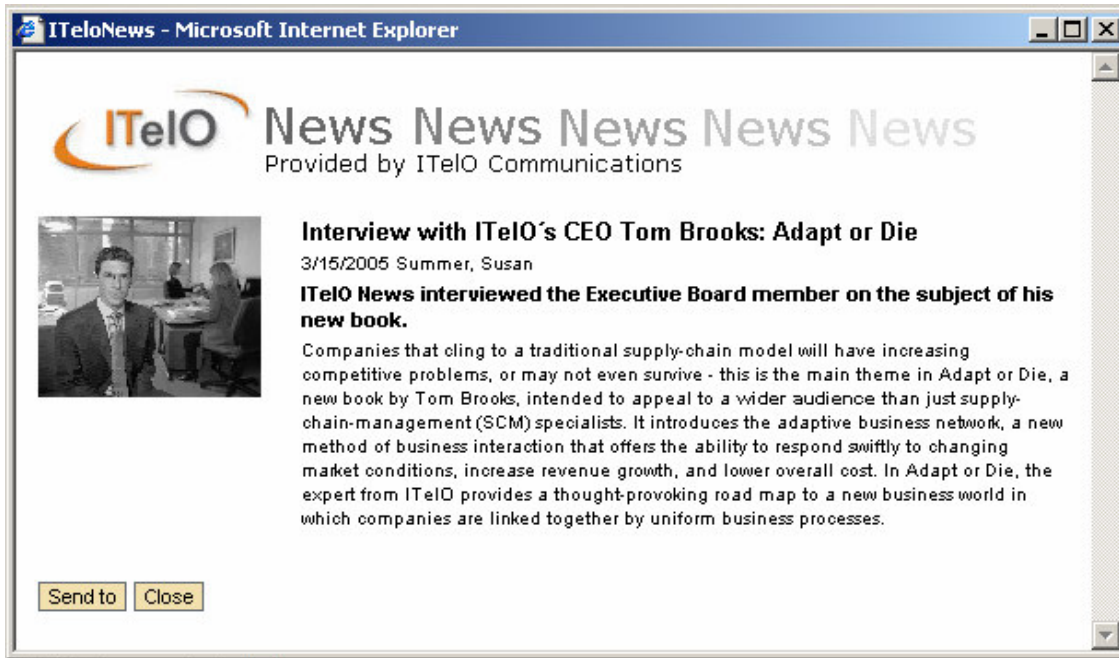 ITeloNews - Microsoft Internet Explorer
ITelO News News News News News
Provided by ITelO Communications
Interview with ITelO´s CEO Tom Brooks: Adapt or Die
3/15/2005 Summer, Susan
ITelO News interviewed the Executive Board member on the subject of his
new book.
Companies that cling to a traditional supply-chain model will have increasing
competitive problems, or may not even survive - this is the main theme in Adapt or Die, a
new book by Tom Brooks, intended to appeal to a wider audience than just supply-
chain-management (SCM) specialists. It introduces the adaptive business network, a new
method of business interaction that offers the ability to respond swiftly to changing
market conditions, increase revenue growth, and lower overall cost. In Adapt or Die, the
expert from ITelO provides a thought-provoking road map to a new business world in
which companies are linked together by uniform business processes.
Send to Close